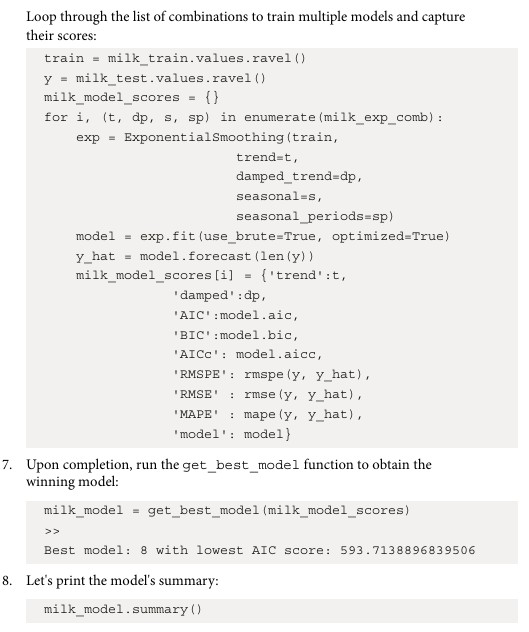 Loop through the list of combinations to train multiple models and capture
their scores:
train = milk_train.values.ravel()
y = milk_test.values.ravel()
milk_model_scores = {}
for i, (t, dp, s, sp) in enumerate(milk_exp_comb):
    exp = ExponentialSmoothing(train,
                        trend=t,
                        damped_trend=dp,
                        seasonal=s,
                        seasonal_periods=sp)
    model = exp.fit(use_brute=True, optimized=True)
    y_hat = model.forecast(len(y))
    milk_model_scores[i] = {'trend':t,
                'damped':dp,
                'AIC':model.aic,
                'BIC':model.bic,
                'AICc': model.aicc,
                'RMSPE': rmspe(y, y_hat),
                'RMSE' : rmse(y, y_hat),
                'MAPE' : mape(y, y_hat),
                'model': model}
7. Upon completion, run the get_best_model function to obtain the
winning model:
milk_model = get_best_model(milk_model_scores)
>>
Best model: 8 with lowest AIC score: 593.7138896839506
8. Let's print the model's summary:
milk_model.summary()